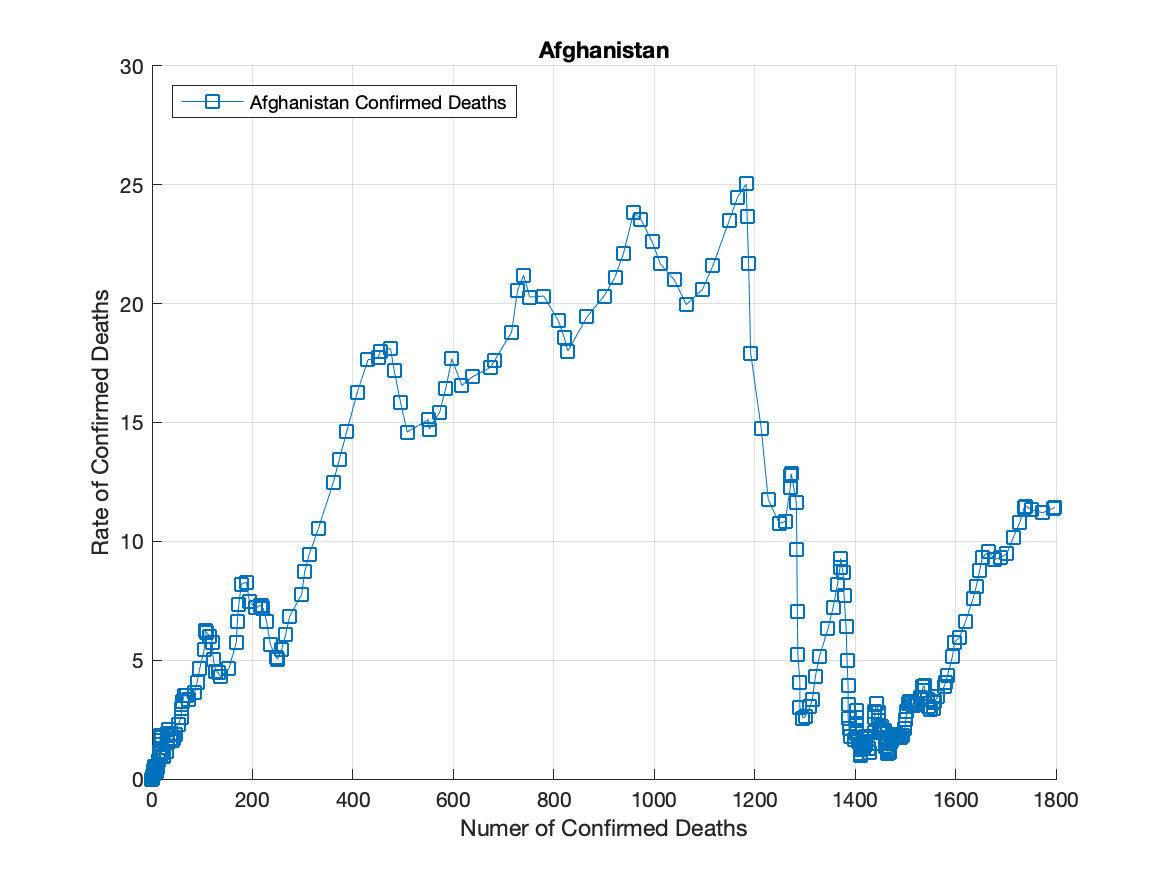 Afghanistan
Afghanistan Confirmed Deaths
30
25
20
15
10
5
0
Rate of Confirmed Deaths
0 200 400 600 800 1000 1200 1400 1600 1800
Numer of Confirmed Deaths